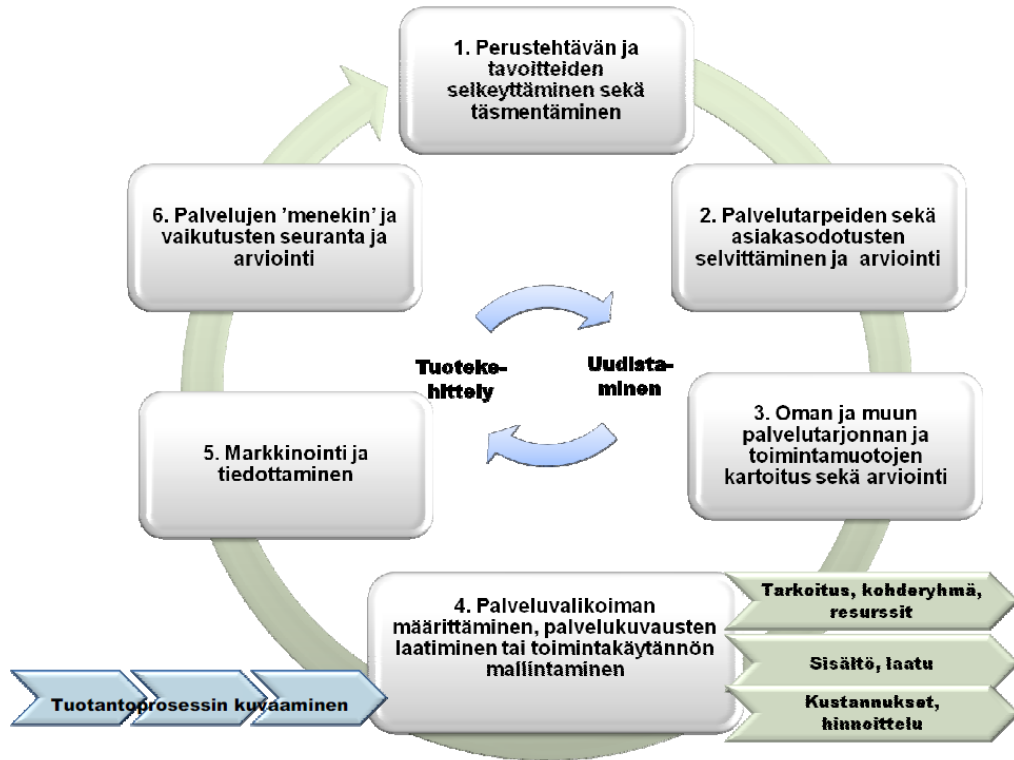 1. Perustehtävän ja
tavoitteiden
selkeyttäminen sekä
täsmentäminen
2. Palvelutarpeiden sekä
asiakasodotusten
selvittäminen ja arviointi
3. Oman ja muun
palvelutarjonnan ja
toimintamuotojen
kartoitus sekä arviointi
4. Palveluvalikoiman
määrittäminen, palvelukuvausten
laatiminen tai toimintakäytännön
mallintaminen
Tarkoitus, kohderyhmä,
resurssit
Sisältö, laatu
Kustannukset,
hinnoittelu
Tuotantoprosessin kuvaaminen
5. Markkinointi ja
tiedottaminen
6. Palvelujen ’menekin’ ja
vaikutusten seuranta ja
arviointi
Tuoteke-
hittely
Uudista-
minen